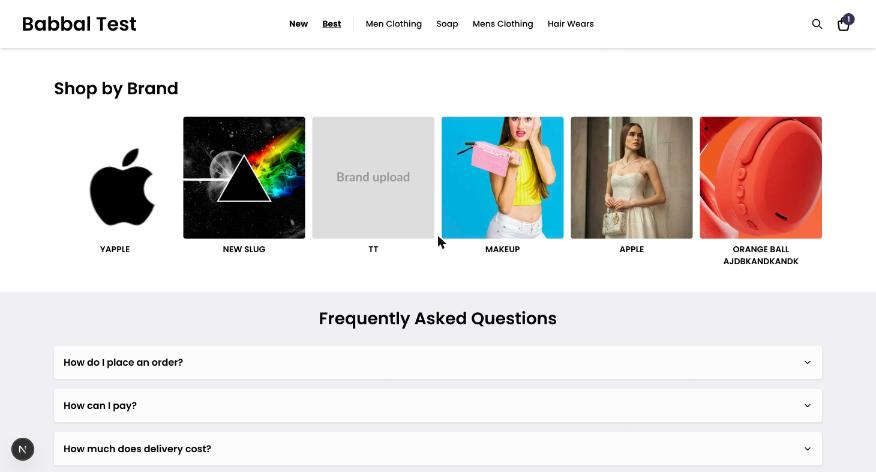 Babbal Test
New Best Men Clothing Soap Mens Clothing Hair Wears
1
Shop by Brand
Brand upload
YAPPLE
NEW SLUG
TT
MAKEUP
APPLE
ORANGE BALL
AJDBKANDKANDK
Frequently Asked Questions
How do I place an order?
How can I pay?
How much does delivery cost?
N